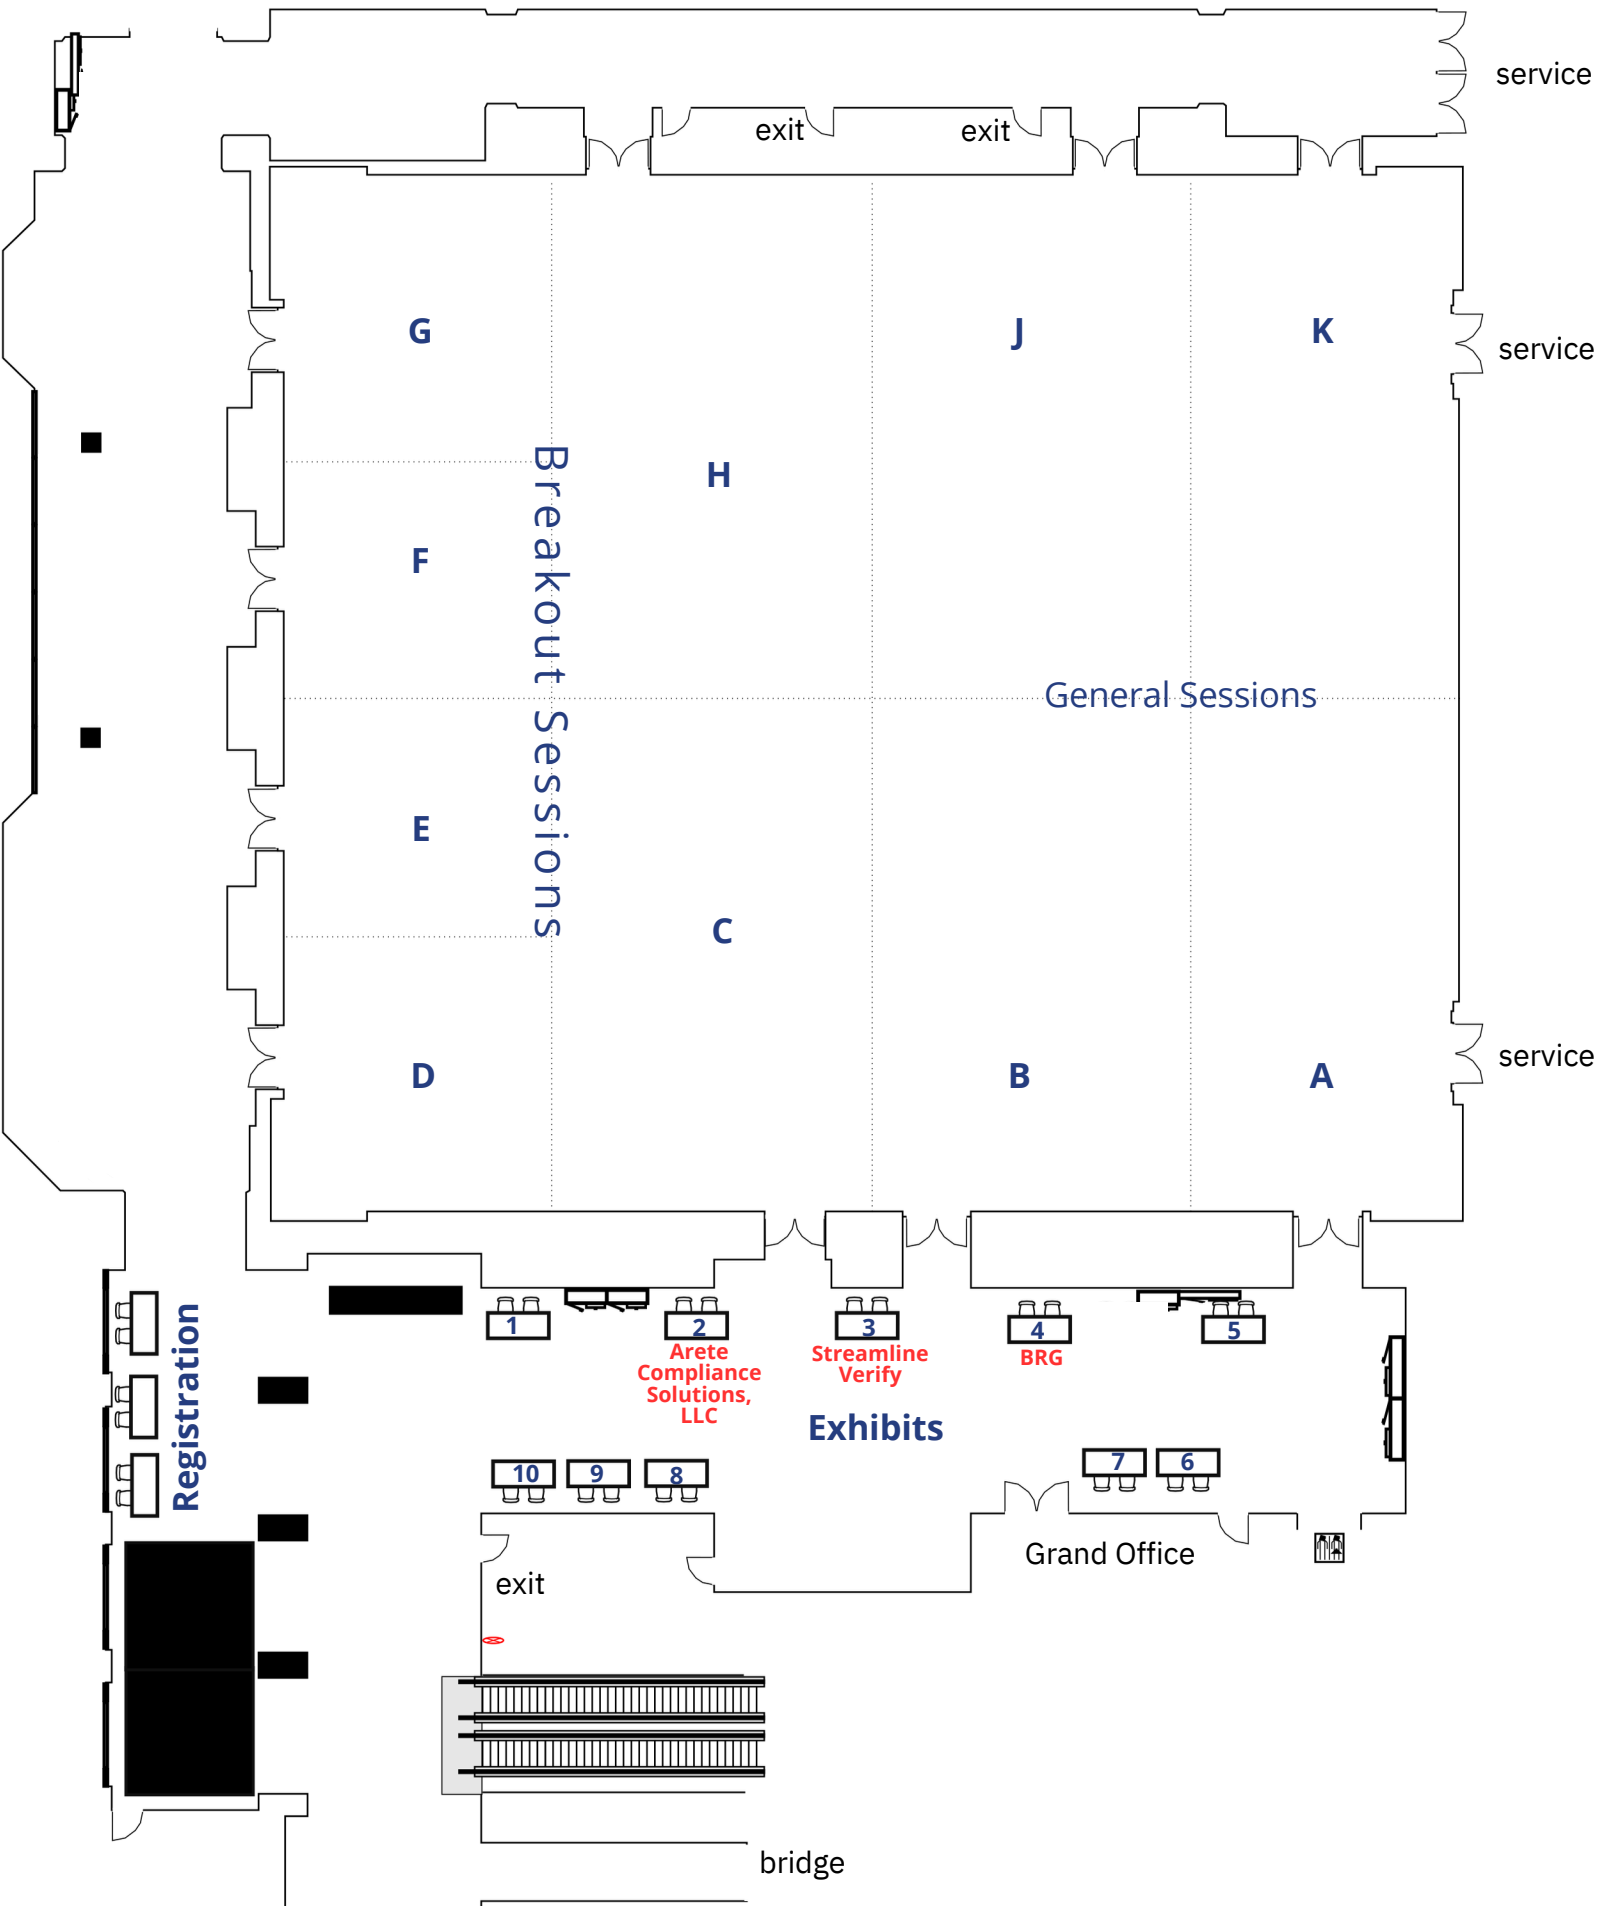 service
exit
exit
G
J
K
service
Breakout Sessions
H
F
General Sessions
E
C
D
B
A
service
Registration
1
2
3
4
5
Arete
Compliance
Solutions,
LLC
Streamline
Verify
BRG
Exhibits
10
9
8
7
6
Grand Office
exit
bridge